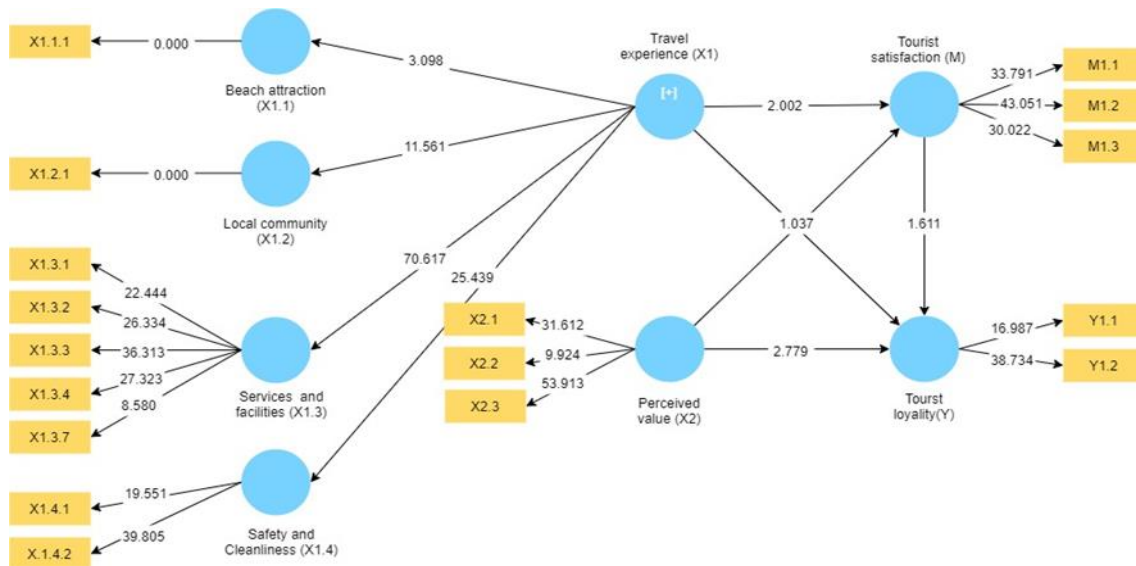 X1.1.1
0.000
Beach attraction
(X1.1)
3.098
Travel
experience (X1)
[+]
2.002
Tourist
satisfaction (M)
33.791
43.051
30.022
M1.1
M1.2
M1.3
X1.2.1
0.000
Local community
(X1.2)
11.561
1.037
1.611
X1.3.1
X1.3.2
X1.3.3
X1.3.4
X1.3.7
22.444
26.334
36.313
27.323
8.580
Services and
facilities (X1.3)
70.617
25.439
X2.1
X2.2
X2.3
31.612
9.924
53.913
Perceived
value (X2)
2.779
Tourst
loyality(Y)
16.987
38.734
Y1.1
Y1.2
X1.4.1
X.1.4.2
19.551
39.805
Safety and
Cleanliness (X1.4)